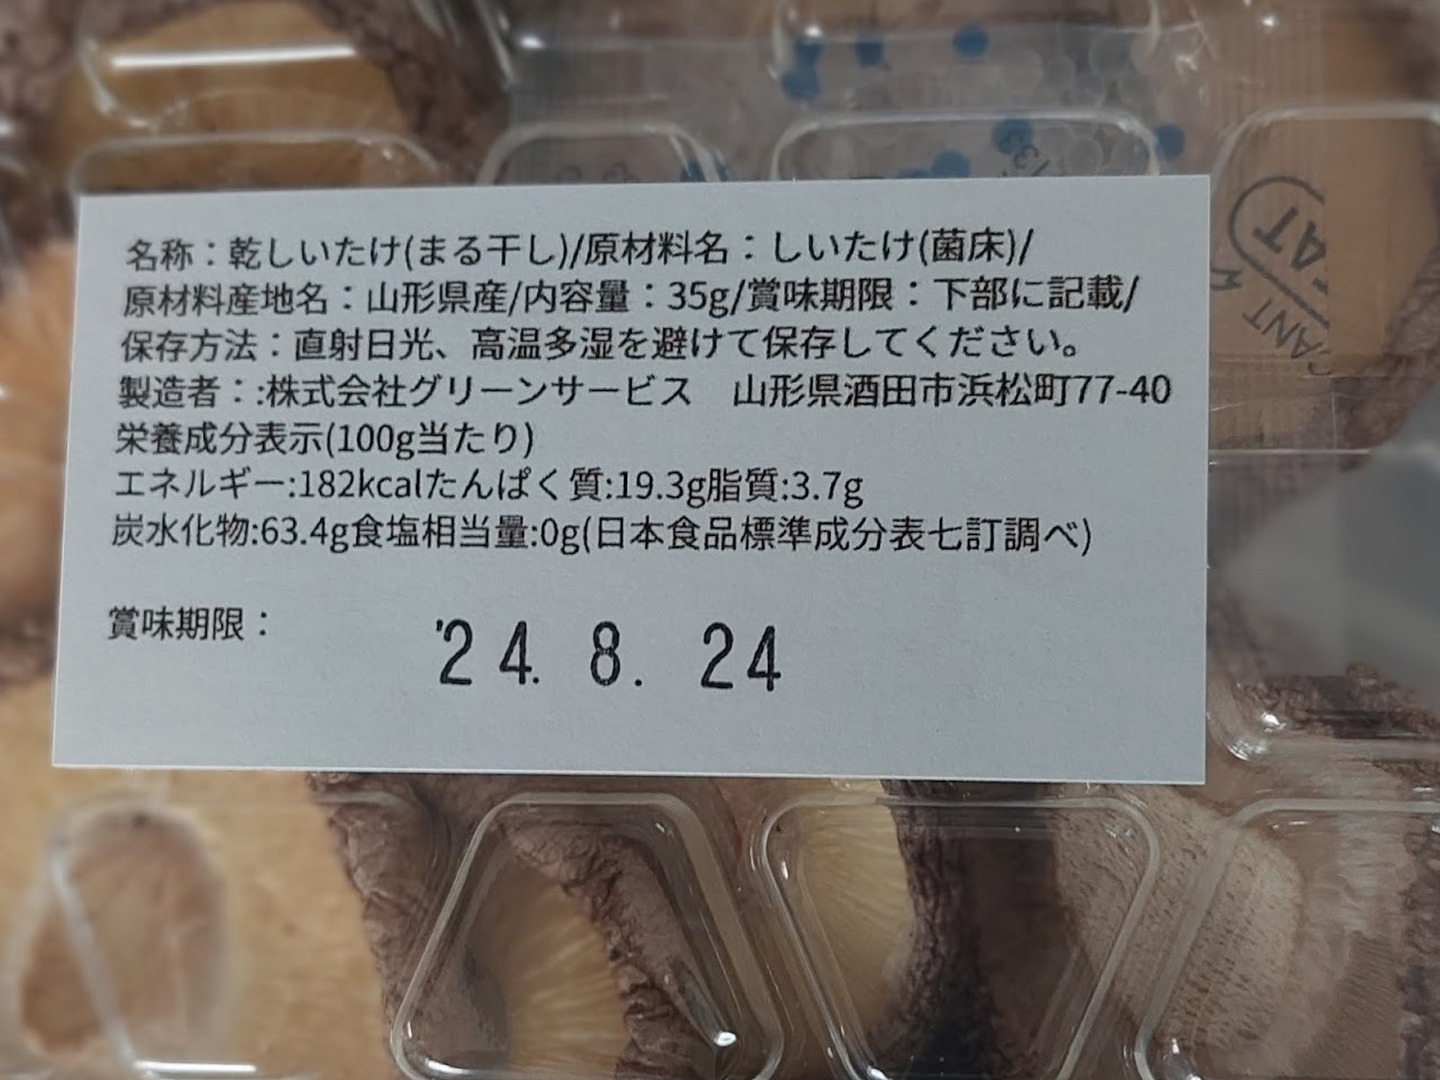 名称：乾しいたけ(まる干し)/原材料名：しいたけ(菌床)/
原材料産地名：山形県産/内容量：35g/賞味期限：下部に記載/
保存方法：直射日光、高温多湿を避けて保存してください。
製造者：:株式会社グリーンサービス　山形県酒田市浜松町77-40
栄養成分表示(100g当たり)
エネルギー:182kcalたんぱく質:19.3g脂質:3.7g
炭水化物:63.4g食塩相当量:0g(日本食品標準成分表七訂調べ)
賞味期限： '24. 8. 24